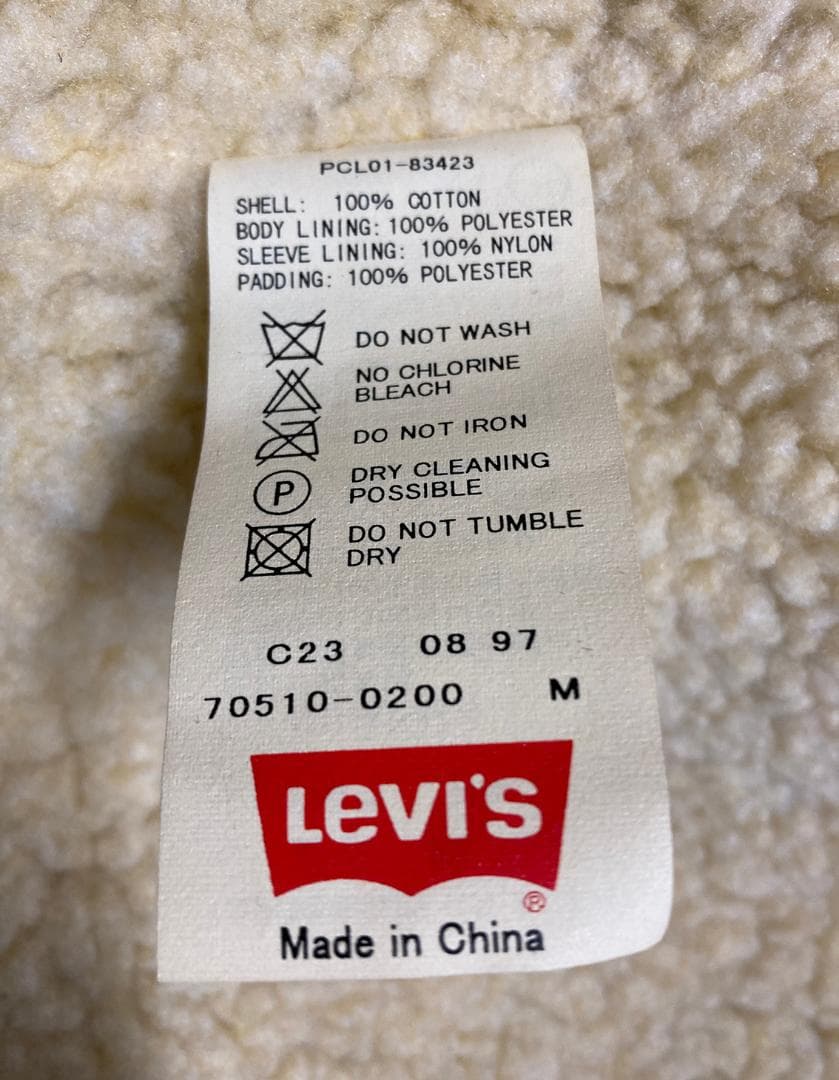 PCL01-83423
SHELL: 100% COTTON
BODY LINING: 100% POLYESTER
SLEEVE LINING: 100% NYLON
PADDING: 100% POLYESTER
DO NOT WASH
NO CHLORINE
BLEACH
DO NOT IRON
P
DRY CLEANING
POSSIBLE
DO NOT TUMBLE
DRY
C23 08 97
70510-0200 M
LEVI'S
®
Made in China